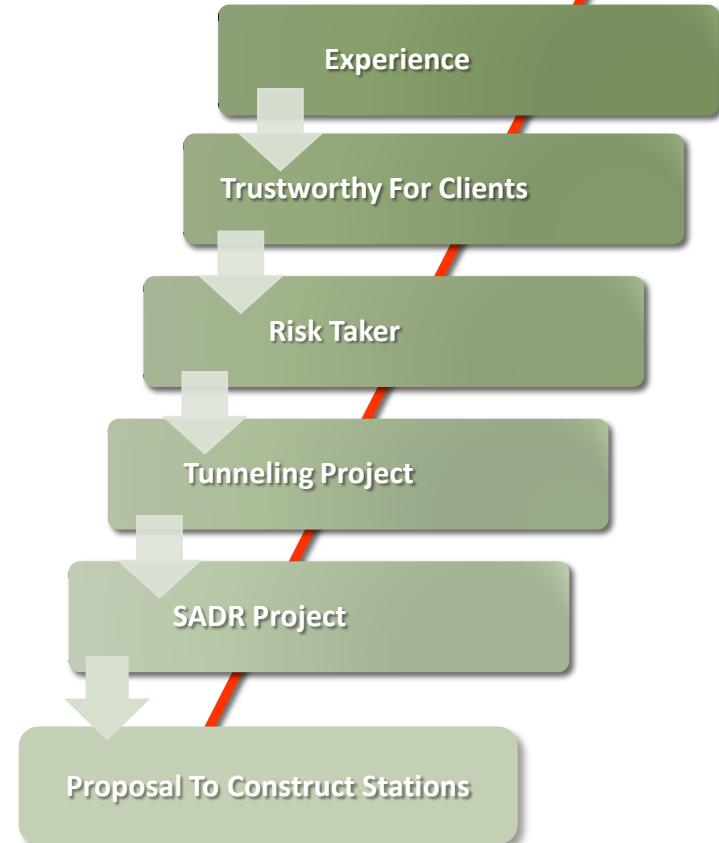 Experience
Trustworthy For Clients
Risk Taker
Tunneling Project
SADR Project
Proposal To Construct Stations